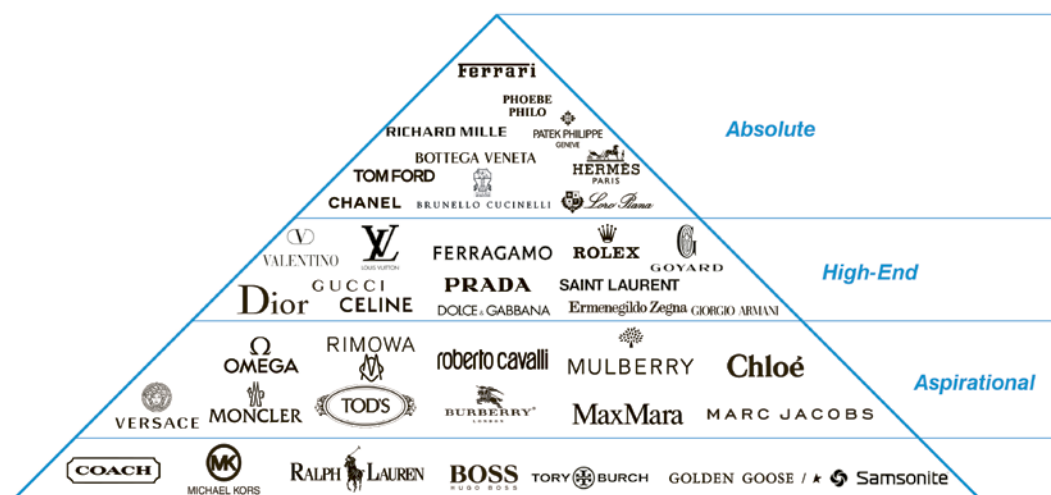 Ferrari
PHOEBE
PHILO
RICHARD MILLE
PATEK PHILIPPE
GENEVE
Absolute
BOTTEGA VENETA
HERMÈS
PARIS
TOM FORD
CHANEL
BRUNELLO CUCINELLI
Loro Piana
V
VALENTINO
LV
LOUIS VUITTON
FERRAGAMO
ROLEX
G
GOYARD
High-End
Dior
GUCCI
CELINE
PRADA
DOLCE & GABBANA
SAINT LAURENT
Ermenegildo Zegna
GIORGIO ARMANI
Ω
OMEGA
RIMOWA
roberto cavalli
MULBERRY
Chloé
Aspirational
VERSACE
M
MONCLER
TOD'S
BURBERRY®
LONDON
MaxMara
MARC JACOBS
COACH
MK
MICHAEL KORS
RALPH LAUREN
BOSS
HUGO BOSS
TORY BURCH
GOLDEN GOOSE /
Samsonite